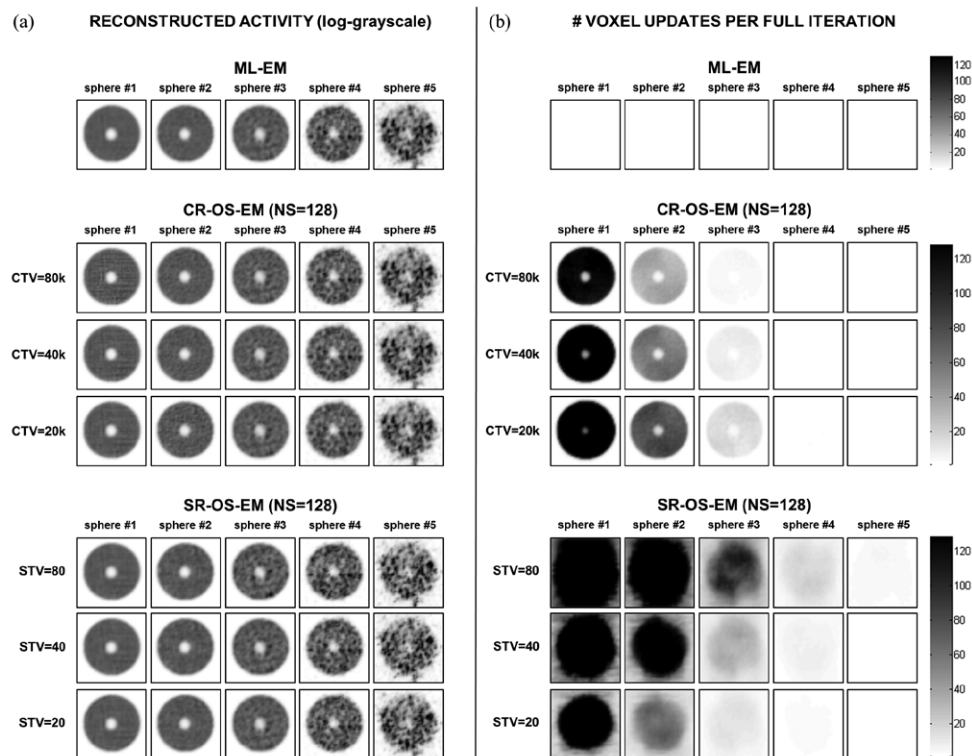 (a) RECONSTRUCTED ACTIVITY (log-grayscale)
ML-EM
sphere #1 sphere #2 sphere #3 sphere #4 sphere #5
CR-OS-EM (NS=128)
sphere #1 sphere #2 sphere #3 sphere #4 sphere #5
CTV=80k
CTV=40k
CTV=20k
SR-OS-EM (NS=128)
sphere #1 sphere #2 sphere #3 sphere #4 sphere #5
STV=80
STV=40
STV=20
(b) # VOXEL UPDATES PER FULL ITERATION
ML-EM
sphere #1 sphere #2 sphere #3 sphere #4 sphere #5
120
100
80
60
40
20
CR-OS-EM (NS=128)
sphere #1 sphere #2 sphere #3 sphere #4 sphere #5
CTV=80k
CTV=40k
CTV=20k
120
100
80
60
40
20
SR-OS-EM (NS=128)
sphere #1 sphere #2 sphere #3 sphere #4 sphere #5
STV=80
STV=40
STV=20
120
100
80
60
40
20